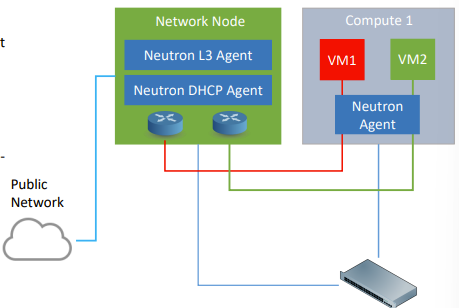 t
Network Node
Compute 1
Neutron L3 Agent
Neutron DHCP Agent
VM1
VM2
Neutron
Agent
-
Public
Network